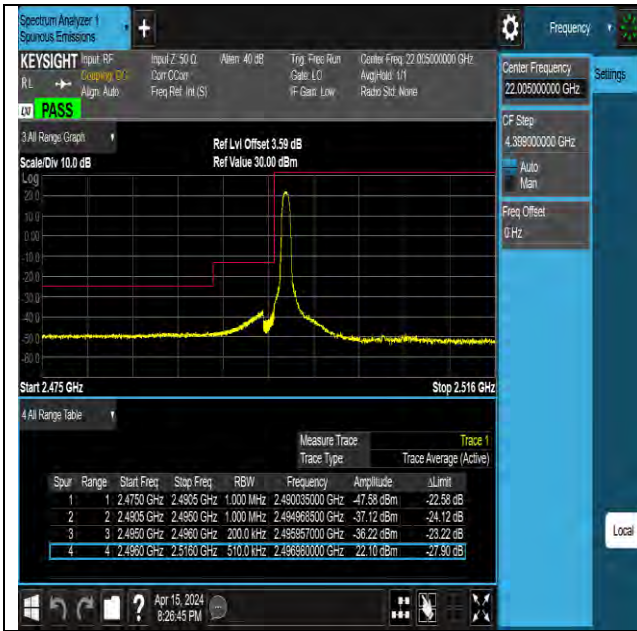 Spectrum Analyzer 1
Spurious Emissions
+
Frequency
KEYSIGHT
Input: RF
Input Z: 50 Ω
Atten: 40 dB
Trig: Free Run
Center Freq: 22.005000000 GHz
RL
Coupling: DC
Corr CCorr
Gate: LO
Avg|Hold: 1/1
Align: Auto
Freq Ref: Int (S)
IF Gain: Low
Radio Std: None
PASS
Center Frequency
22.005000000 GHz
Settings
CF Step
4.399000000 GHz
Auto
Man
Freq Offset
0 Hz
3 All Range Graph
Ref Lvl Offset 3.59 dB
Scale/Div 10.0 dB
Ref Value 30.00 dBm
Log
20.0
10.0
0.00
-10.0
-20.0
-30.0
-40.0
-50.0
-60.0
Start 2.475 GHz
Stop 2.516 GHz
4 All Range Table
Measure Trace
Trace 1
Trace Type
Trace Average (Active)
Spur Range Start Freq Stop Freq RBW Frequency Amplitude ΔLimit
1 1 2.4750 GHz 2.4905 GHz 1.000 MHz 2.490035000 GHz -47.58 dBm -22.58 dB
2 2 2.4905 GHz 2.4950 GHz 1.000 MHz 2.494968500 GHz -37.12 dBm -24.12 dB
3 3 2.4950 GHz 2.4960 GHz 200.0 kHz 2.495957000 GHz -36.22 dBm -23.22 dB
4 4 2.4960 GHz 2.5160 GHz 510.0 kHz 2.496980000 GHz 22.10 dBm -27.90 dB
Local
?
Apr 15, 2024
8:26:45 PM